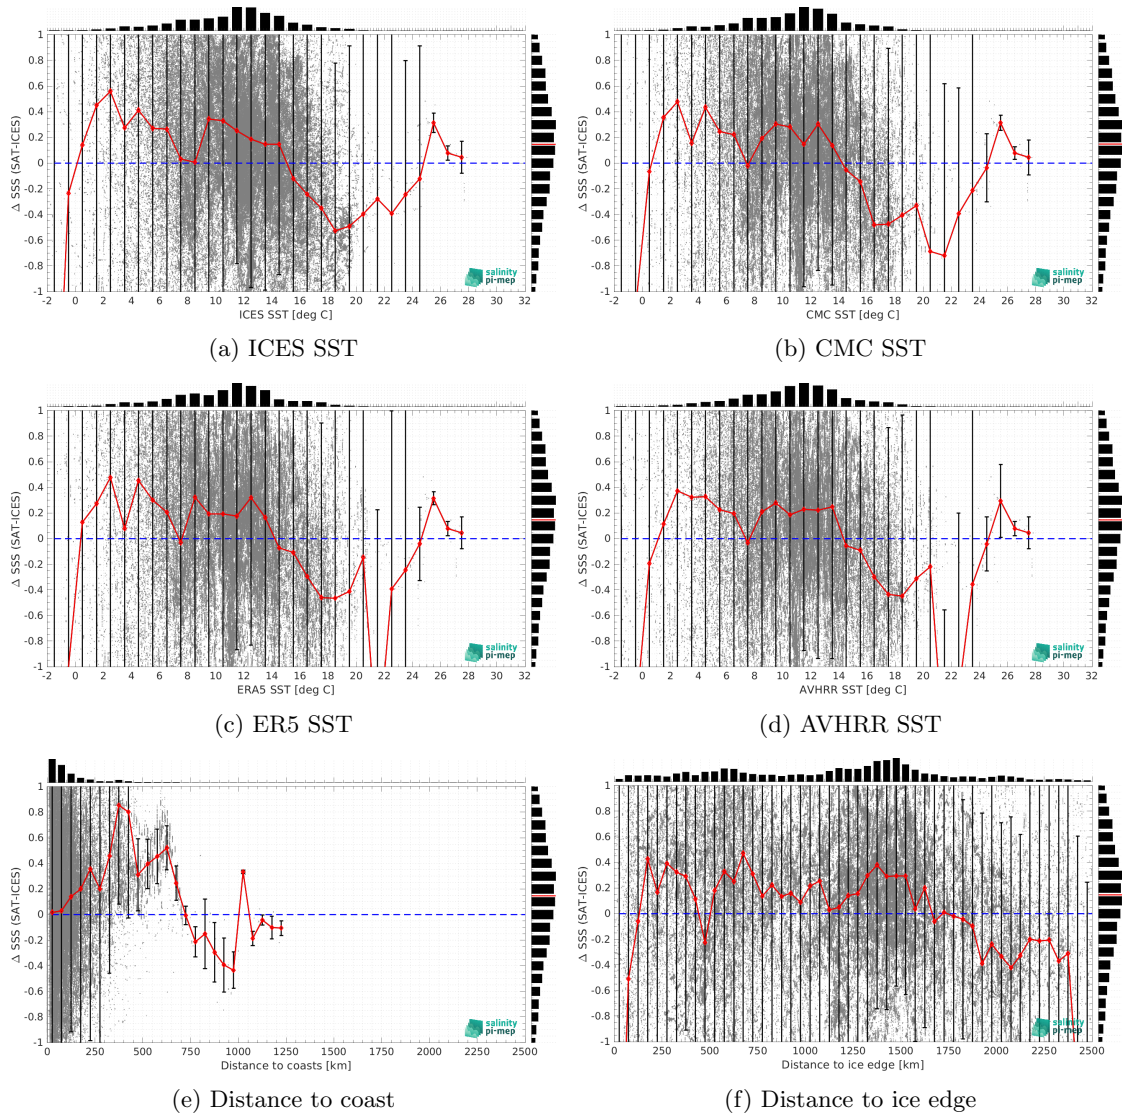 1
0.8
0.6
0.4
0.2
0
-0.2
-0.4
-0.6
-0.8
-1
Δ SSS (SAT-ICES)
-2 0 2 4 6 8 10 12 14 16 18 20 22 24 26 28 30 32
ICES SST [deg C]
salinity
pi-mep
(a) ICES SST
1
0.8
0.6
0.4
0.2
0
-0.2
-0.4
-0.6
-0.8
-1
Δ SSS (SAT-ICES)
-2 0 2 4 6 8 10 12 14 16 18 20 22 24 26 28 30 32
CMC SST [deg C]
salinity
pi-mep
(b) CMC SST
1
0.8
0.6
0.4
0.2
0
-0.2
-0.4
-0.6
-0.8
-1
Δ SSS (SAT-ICES)
-2 0 2 4 6 8 10 12 14 16 18 20 22 24 26 28 30 32
ERA5 SST [deg C]
salinity
pi-mep
(c) ER5 SST
1
0.8
0.6
0.4
0.2
0
-0.2
-0.4
-0.6
-0.8
-1
Δ SSS (SAT-ICES)
-2 0 2 4 6 8 10 12 14 16 18 20 22 24 26 28 30 32
AVHRR SST [deg C]
salinity
pi-mep
(d) AVHRR SST
1
0.8
0.6
0.4
0.2
0
-0.2
-0.4
-0.6
-0.8
-1
Δ SSS (SAT-ICES)
0 250 500 750 1000 1250 1500 1750 2000 2250 2500
Distance to coasts [km]
salinity
pi-mep
(e) Distance to coast
1
0.8
0.6
0.4
0.2
0
-0.2
-0.4
-0.6
-0.8
-1
Δ SSS (SAT-ICES)
0 250 500 750 1000 1250 1500 1750 2000 2250 2500
Distance to ice edge [km]
salinity
pi-mep
(f) Distance to ice edge